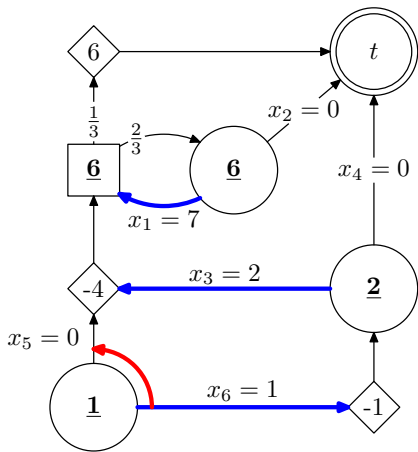 6
t
x₂ = 0
1/3
2/3
6
6
x₄ = 0
x₁ = 7
x₃ = 2
-4
2
x₅ = 0
x₆ = 1
1
-1